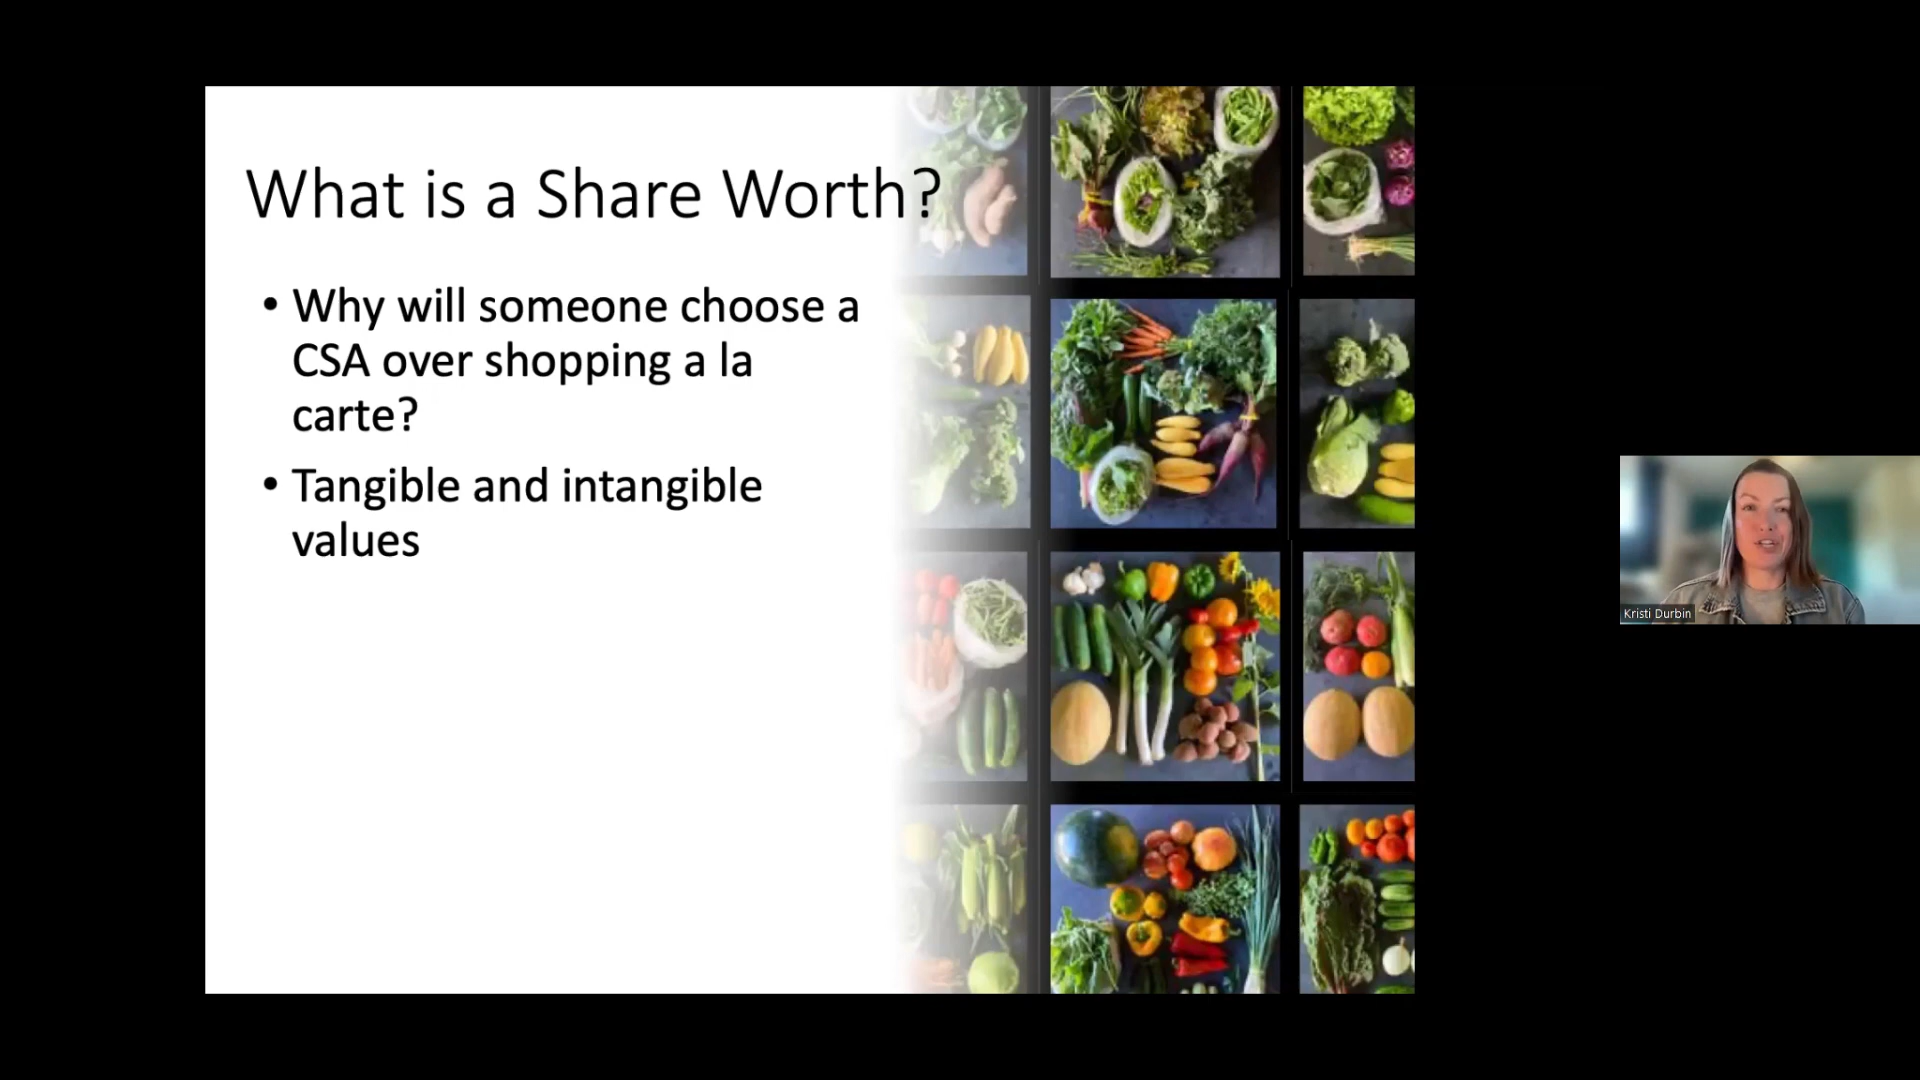 What is a Share Worth?
• Why will someone choose a
CSA over shopping a la
carte?
• Tangible and intangible
values
Kristi Durbin